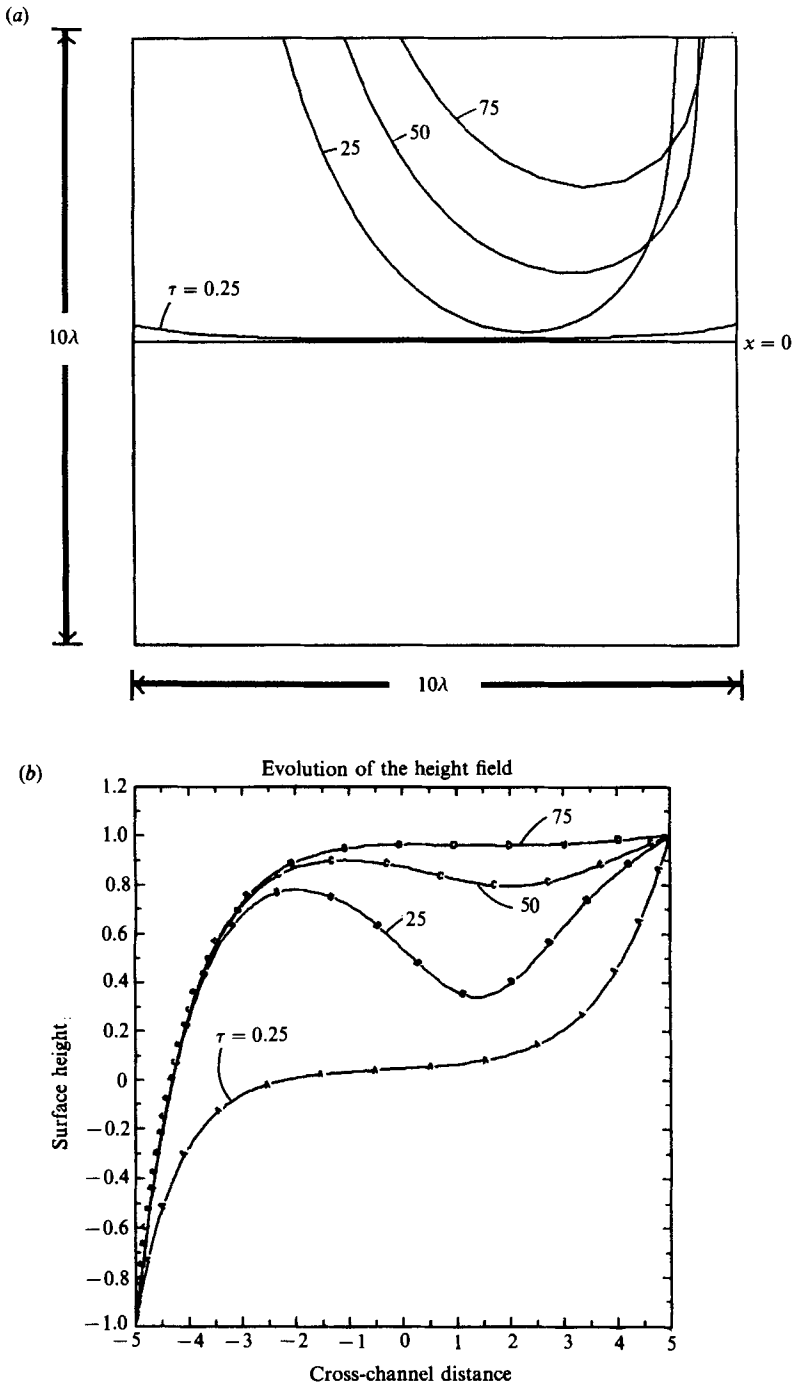 (a)
75
50
25
τ = 0.25
10λ
x = 0
10λ
(b)
Evolution of the height field
1.2
1.0
0.8
0.6
0.4
0.2
0
−0.2
−0.4
−0.6
−0.8
−1.0
75
50
25
τ = 0.25
Surface height
−5 −4 −3 −2 −1 0 1 2 3 4 5
Cross-channel distance